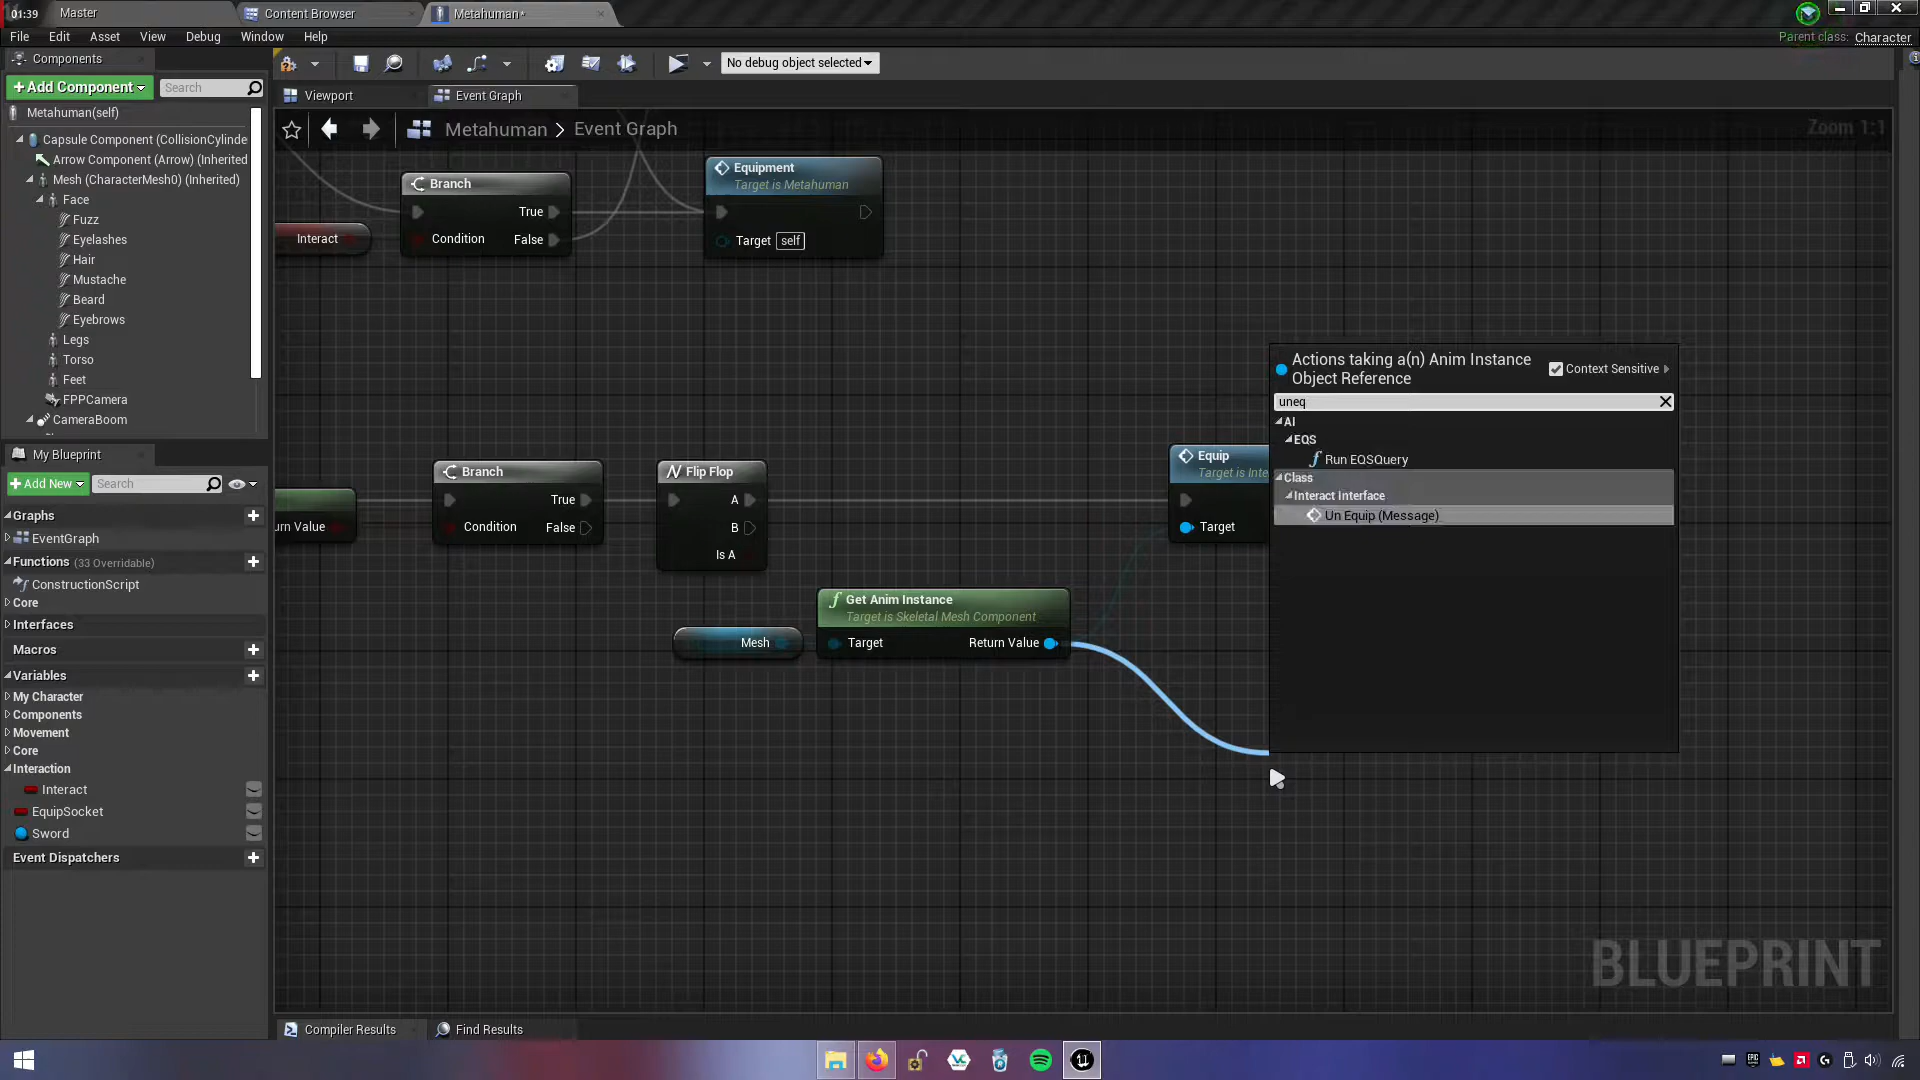 01:39
Master
Content Browser
Metahuman*
File
Edit
Asset
View
Debug
Window
Help
Parent class: Character
Components
+Add Component
Search
No debug object selected
Metahuman(self)
Viewport
Event Graph
Metahuman > Event Graph
Zoom 1:1
Capsule Component (CollisionCylinde
Arrow Component (Arrow) (Inherited
Mesh (CharacterMesh0) (Inherited)
Face
Fuzz
Eyelashes
Hair
Mustache
Beard
Eyebrows
Legs
Torso
Feet
FPPCamera
CameraBoom
Branch
True
Condition
False
Interact
Equipment
Target is Metahuman
Target
self
Actions taking a(n) Anim Instance
Object Reference
Context Sensitive
uneq
AI
EQS
Run EQSQuery
Class
Interact Interface
Un Equip (Message)
My Blueprint
+Add New
Search
Graphs
EventGraph
Functions (33 Overridable)
ConstructionScript
Core
Interfaces
Macros
Variables
My Character
Components
Movement
Core
Interaction
Interact
EquipSocket
Sword
Event Dispatchers
urn Value
Branch
True
Condition
False
Flip Flop
A
B
Is A
Equip
Target is Inte
Target
Get Anim Instance
Target is Skeletal Mesh Component
Mesh
Target
Return Value
BLUEPRINT
Compiler Results
Find Results